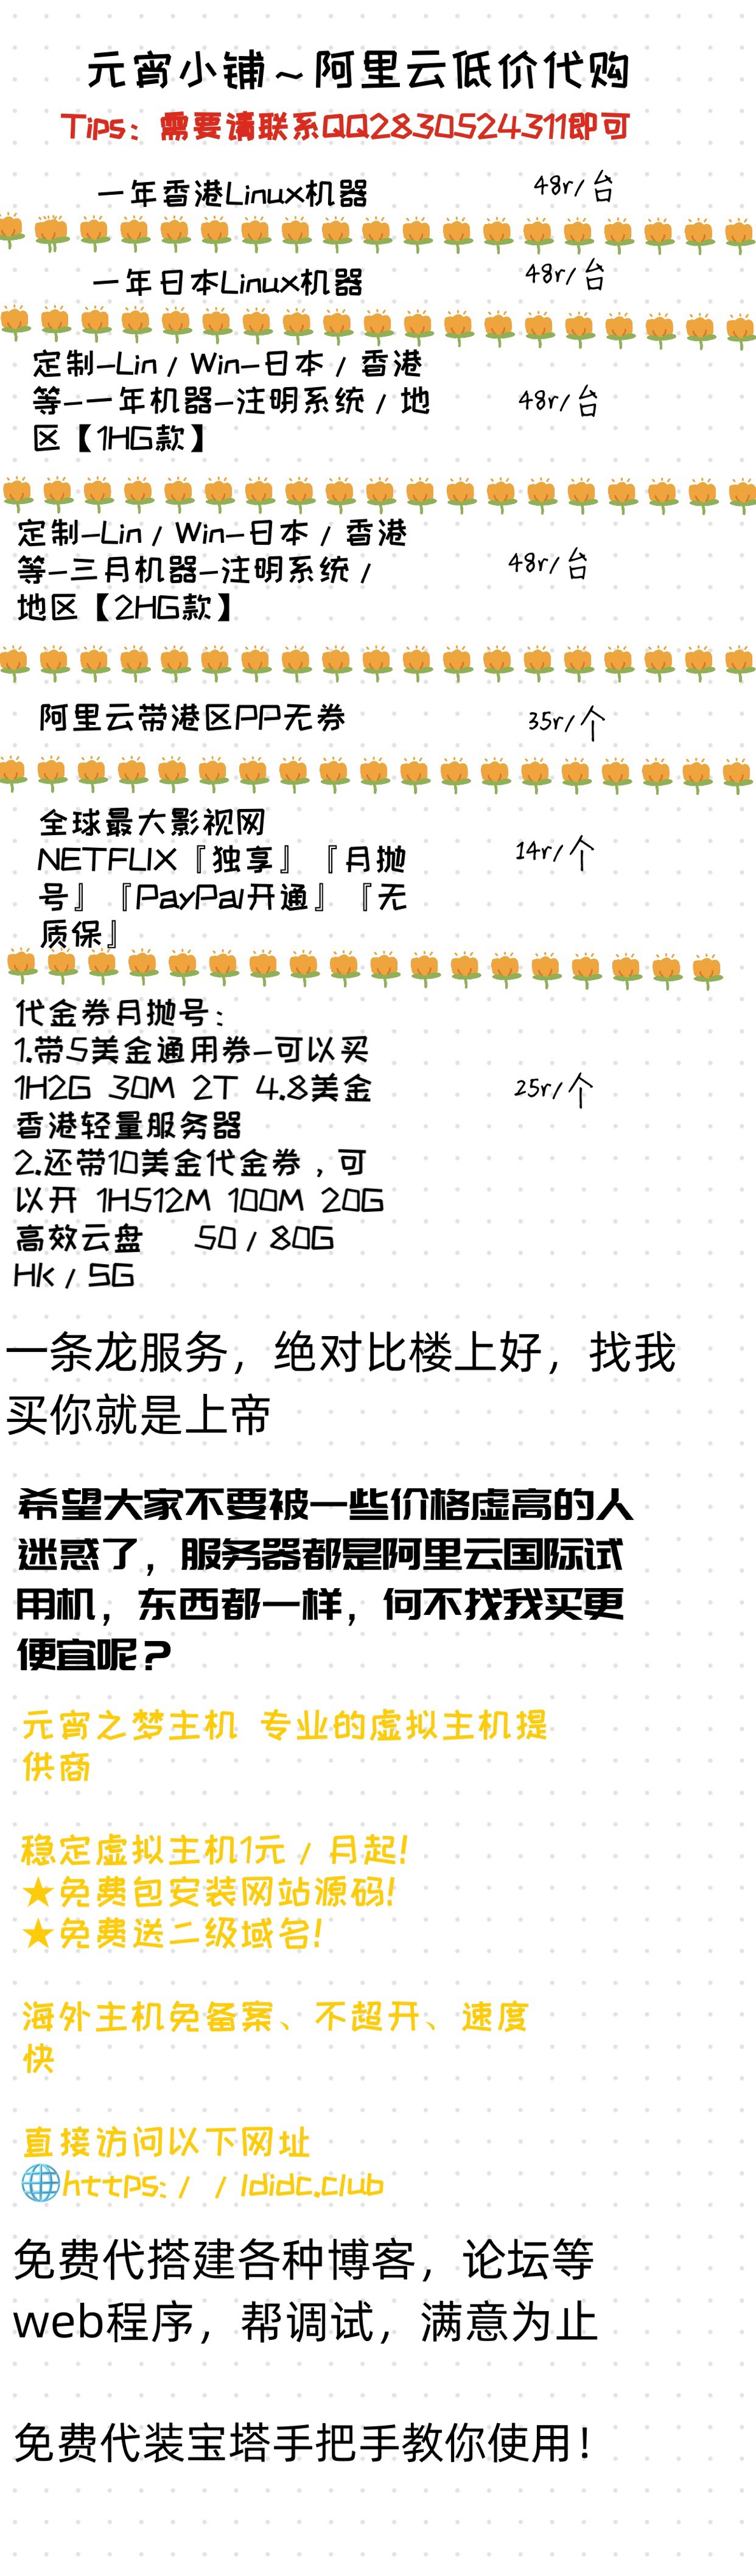 元宵小铺~阿里云低价代购
Tips：需要请联系QQ2830524311即可
一年香港Linux机器 48r/台
一年日本Linux机器 48r/台
定制-Lin/Win-日本/香港
等-一年机器-注明系统/地 48r/台
区【1HG款】
定制-Lin/Win-日本/香港
等-三月机器-注明系统/ 48r/台
地区【2HG款】
阿里云带港区PP无券 35r/个
全球最大影视网
NETFLIX『独享』『月抛 14r/个
号』『PayPal开通』『无
质保』
代金券月抛号：
1.带5美金通用券-可以买
1H2G 30M 2T 4.8美金 25r/个
香港轻量服务器
2.还带10美金代金券，可
以开 1H512M 100M 20G
高效云盘 50/80G
HK/SG
一条龙服务，绝对比楼上好，找我
买你就是上帝
希望大家不要被一些价格虚高的人
迷惑了，服务器都是阿里云国际试
用机，东西都一样，何不找我买更
便宜呢？
元宵之梦主机 专业的虚拟主机提
供商
稳定虚拟主机1元/月起!
★免费包安装网站源码!
★免费送二级域名!
海外主机免备案、不超开、速度
快
直接访问以下网址
🌐https://ldidc.club
免费代搭建各种博客，论坛等
web程序，帮调试，满意为止
免费代装宝塔手把手教你使用！